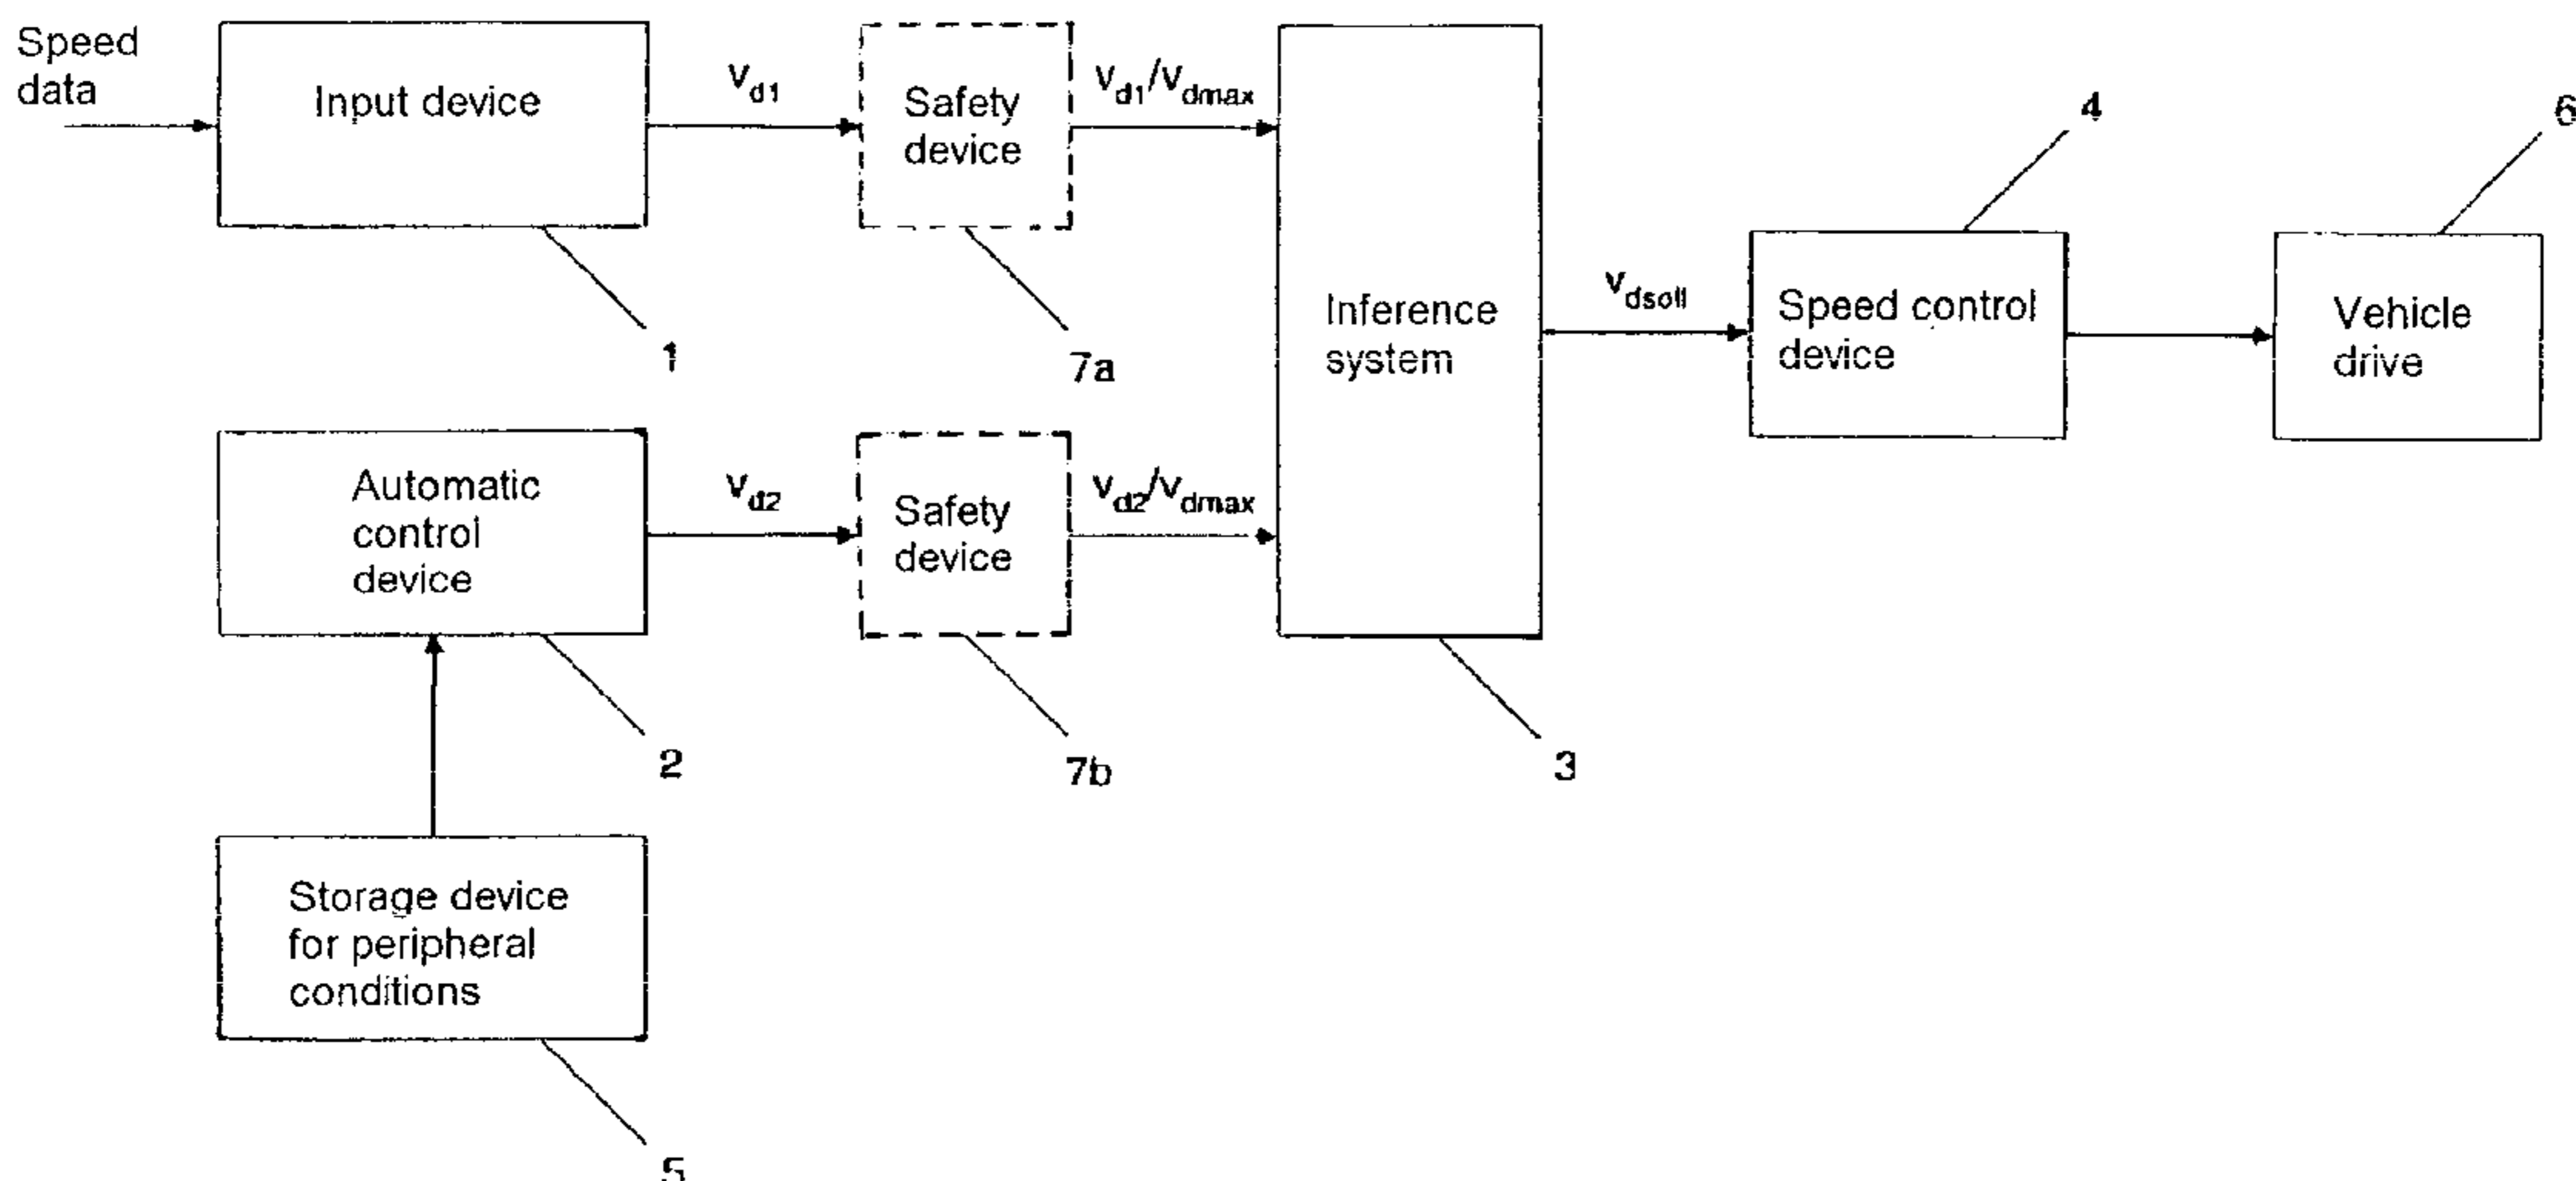 Speed
data
Input device
vd1
Safety
device
vd1/vdmax
1
7a
Automatic
control
device
vd2
Safety
device
vd2/vdmax
2
7b
Inference
system
3
vdsoll
Speed control
device
4
Vehicle
drive
6
Storage device
for peripheral
conditions
5